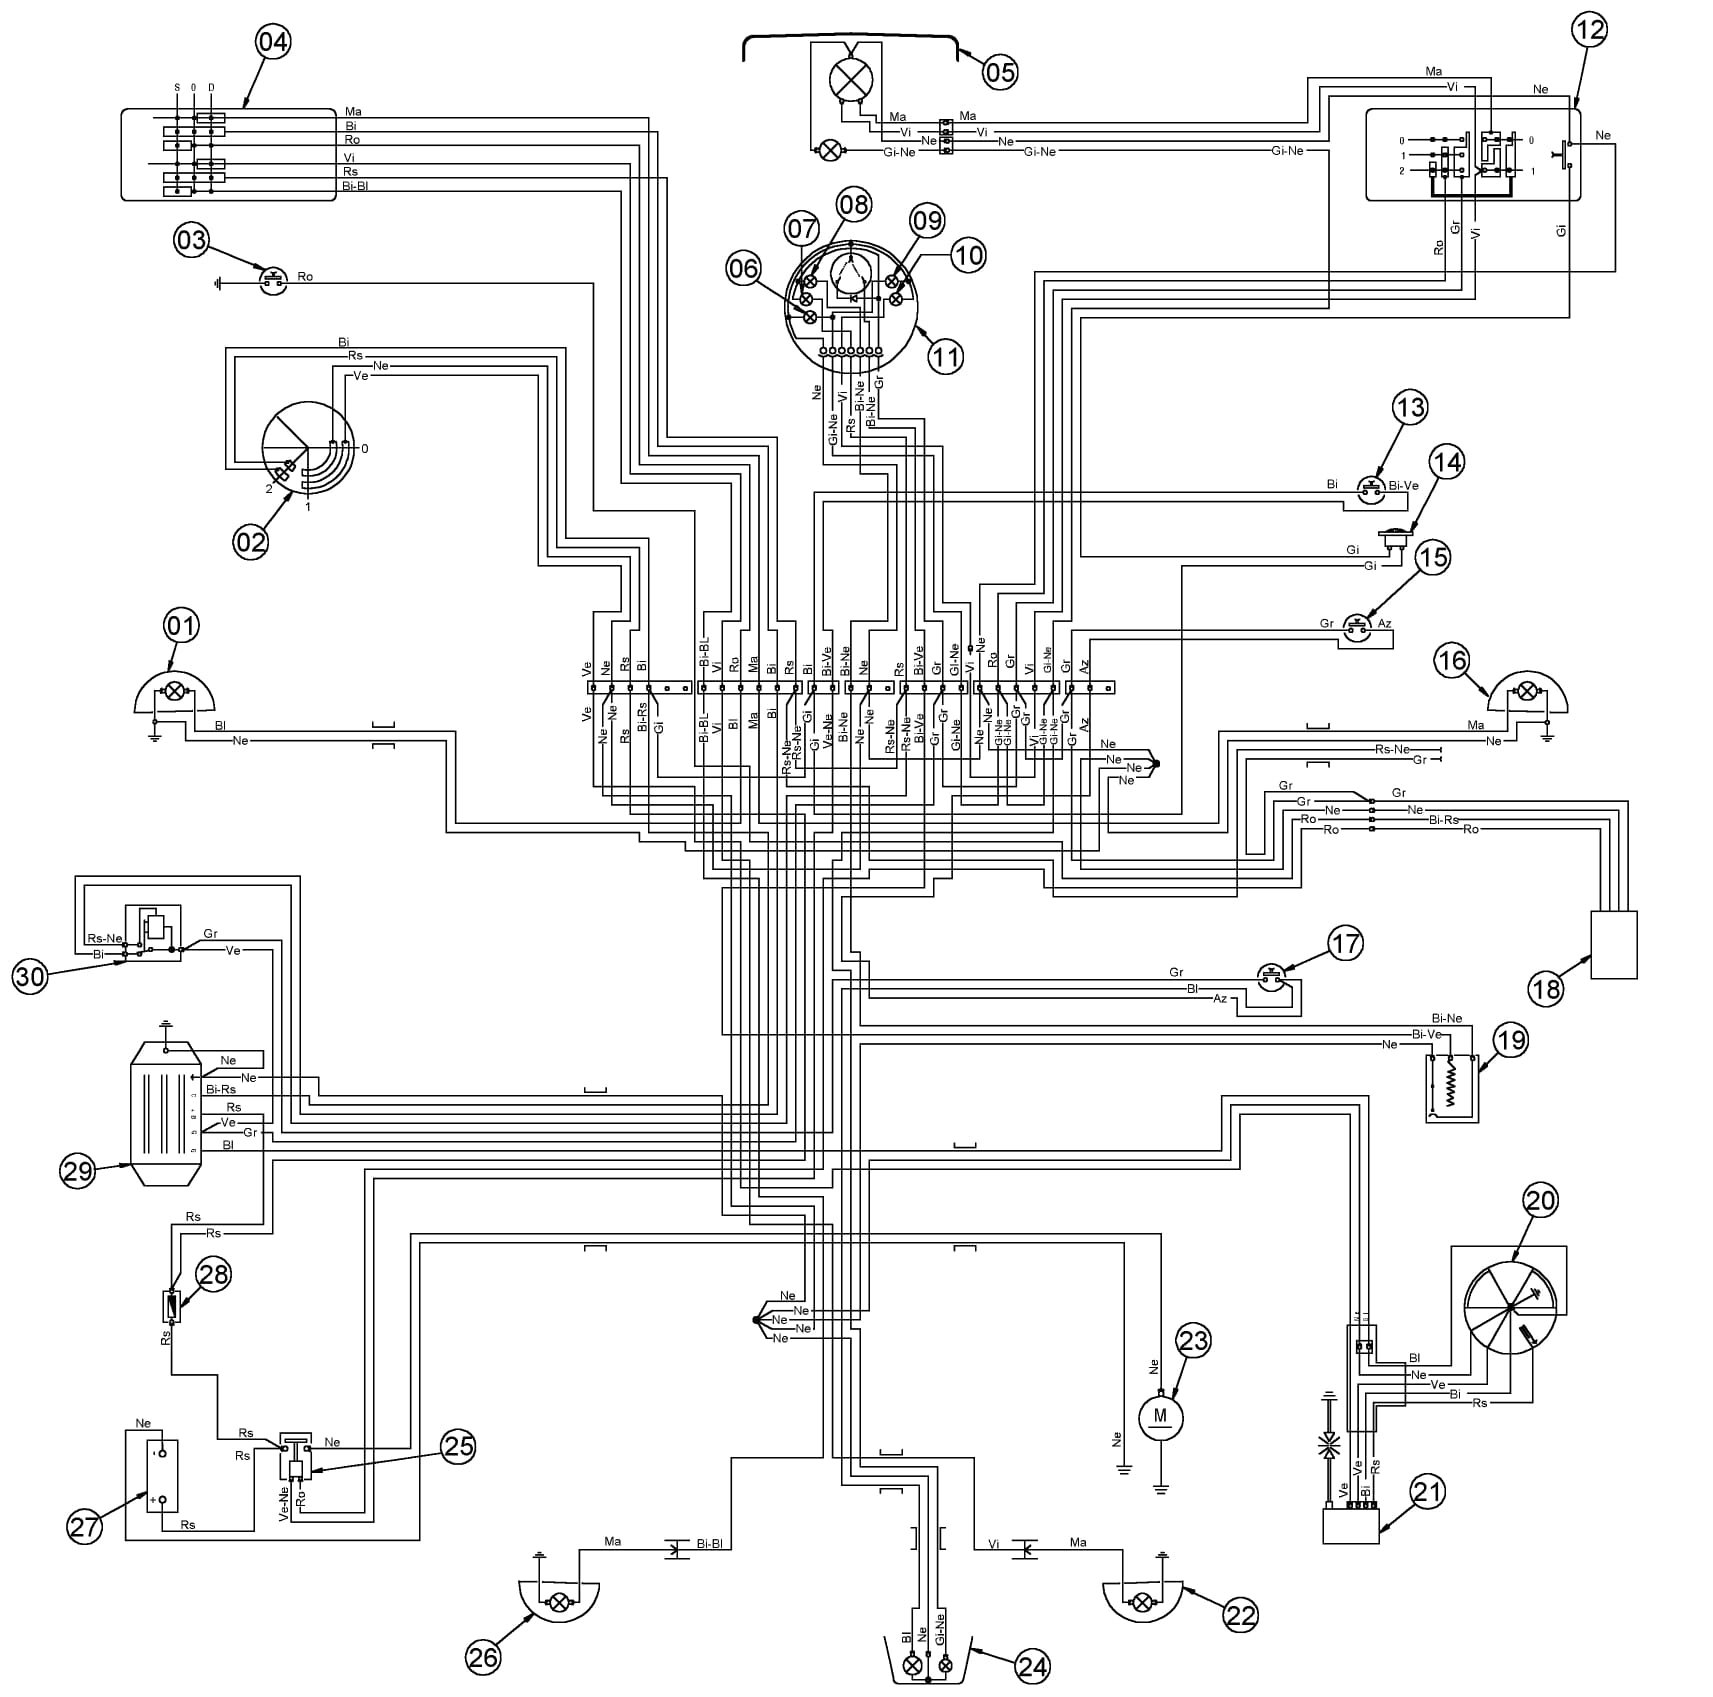 04
S 0 D
Ma
Bi
Ro
Vi
Rs
Bi-Bl
05
Ma Ma
Vi Vi
Ne Ne
Gi-Ne Gi-Ne Gi-Ne
12
Ma
Vi
Ne
Ne
0 0
1
2 1
Ro Gr Vi Gi
03
Ro
06 07 08 09 10
11
Ne Gi-Ne Vi Rs Bi-Ne Bi-Ne Gr
Bi
Rs
Ne
Ve
0
2
1
02
13
Bi Bi-Ve
14
Gi
Gi
15
Gr Az
01
Bl
Ne
16
Ma
Ne
Rs-Ne
Gr
Ve Ne Rs Bi Bi-BL Vi Ro Ma Bi Rs Bi Bi-Ve Bi-Ne Ne Rs Bi-Ve Gr Gi-Ne Vi Ne Ro Gr Vi Gi-Ne Gr Az
Ve Ne Ne Rs Bi-Rs Gi Bi-BL Vi Bl Ma Bi Rs-Ne Rs-Ne Gi Gi Ve-Ne Bi-Ne Ne Ne Rs-Ne Rs-Ne Bi-Ve Gr Gr Gi-Ne Ne Ne Gi-Ne Gi-Ne Gr Gr Vi Gi-Ne Gi-Ne Gr Gr Az
Ne
Ne
Ne
Ne
Gr Gr
Gr
Ne Ne
Ro Bi-Rs
Ro Ro
18
Rs-Ne
Bi
Gr
Ve
30
17
Gr
Bl
Az
Bi-Ne
Bi-Ve
Ne
19
Ne
Ne
Bi-Rs
Rs
Ve
Gr
Bl
29
Rs
Rs
28
Rs
20
Bl
Ne
Ve
Bi
Rs
Ve Ve Bi Rs
21
Ne
Ne
Ne
Ne
Ne
Ne
23
M
Ne
Ne
- +
Rs
27
Rs
Rs
Ne
25
Ve-Ne Ro
Ma Bi-Bl
26
Vi Ma
22
Bl Ne Gi-Ne
24